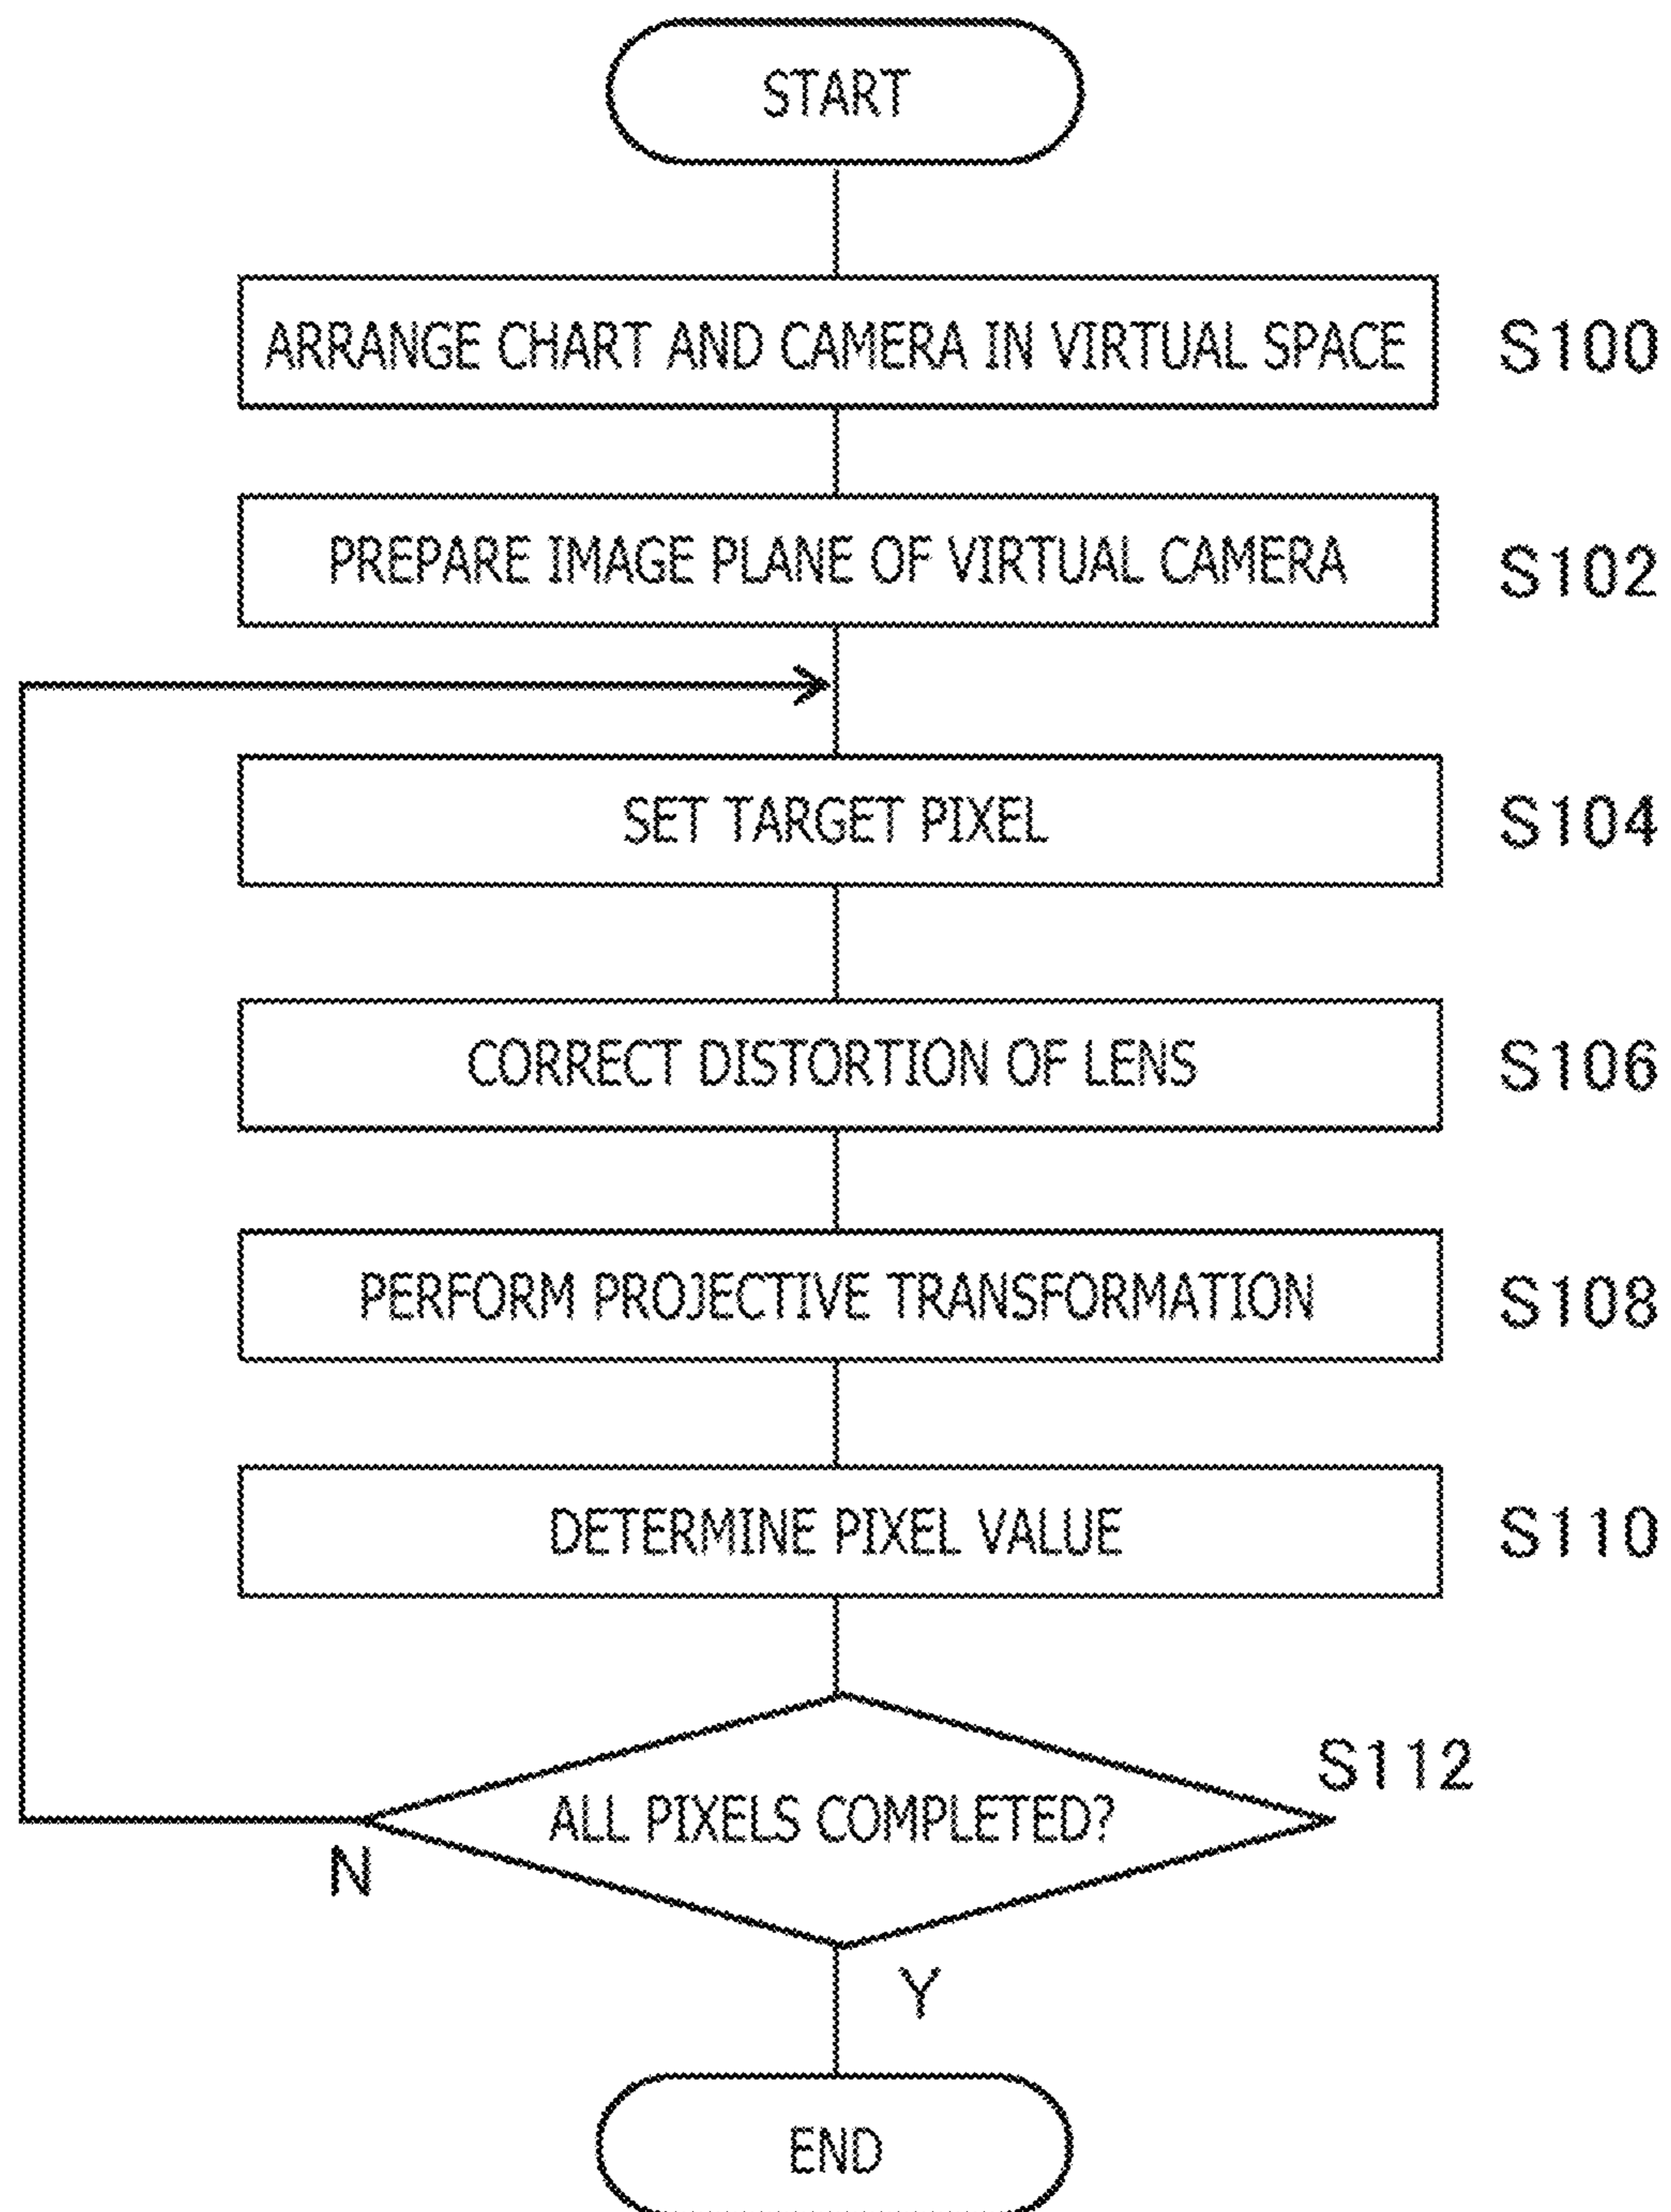 START
ARRANGE CHART AND CAMERA IN VIRTUAL SPACE
S100
PREPARE IMAGE PLANE OF VIRTUAL CAMERA
S102
SET TARGET PIXEL
S104
CORRECT DISTORTION OF LENS
S106
PERFORM PROJECTIVE TRANSFORMATION
S108
DETERMINE PIXEL VALUE
S110
S112
ALL PIXELS COMPLETED?
N
Y
END